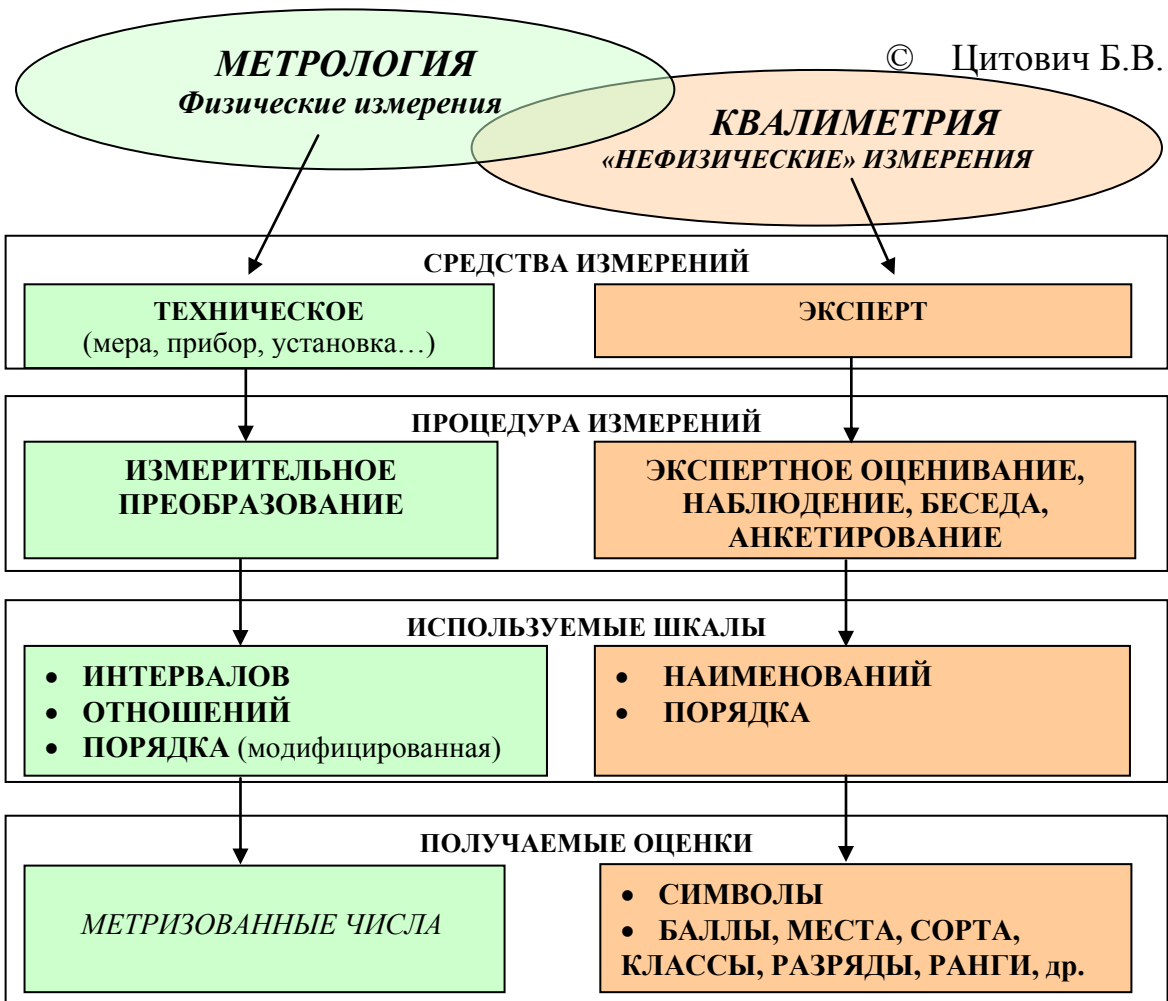 МЕТРОЛОГИЯ
Физические измерения
© Цитович Б.В.
КВАЛИМЕТРИЯ
«НЕФИЗИЧЕСКИЕ» ИЗМЕРЕНИЯ
СРЕДСТВА ИЗМЕРЕНИЙ
ТЕХНИЧЕСКОЕ
(мера, прибор, установка…)
ЭКСПЕРТ
ПРОЦЕДУРА ИЗМЕРЕНИЙ
ИЗМЕРИТЕЛЬНОЕ
ПРЕОБРАЗОВАНИЕ
ЭКСПЕРТНОЕ ОЦЕНИВАНИЕ,
НАБЛЮДЕНИЕ, БЕСЕДА,
АНКЕТИРОВАНИЕ
ИСПОЛЬЗУЕМЫЕ ШКАЛЫ
• ИНТЕРВАЛОВ
• ОТНОШЕНИЙ
• ПОРЯДКА (модифицированная)
• НАИМЕНОВАНИЙ
• ПОРЯДКА
ПОЛУЧАЕМЫЕ ОЦЕНКИ
МЕТРИЗОВАННЫЕ ЧИСЛА
• СИМВОЛЫ
• БАЛЛЫ, МЕСТА, СОРТА,
КЛАССЫ, РАЗРЯДЫ, РАНГИ, др.